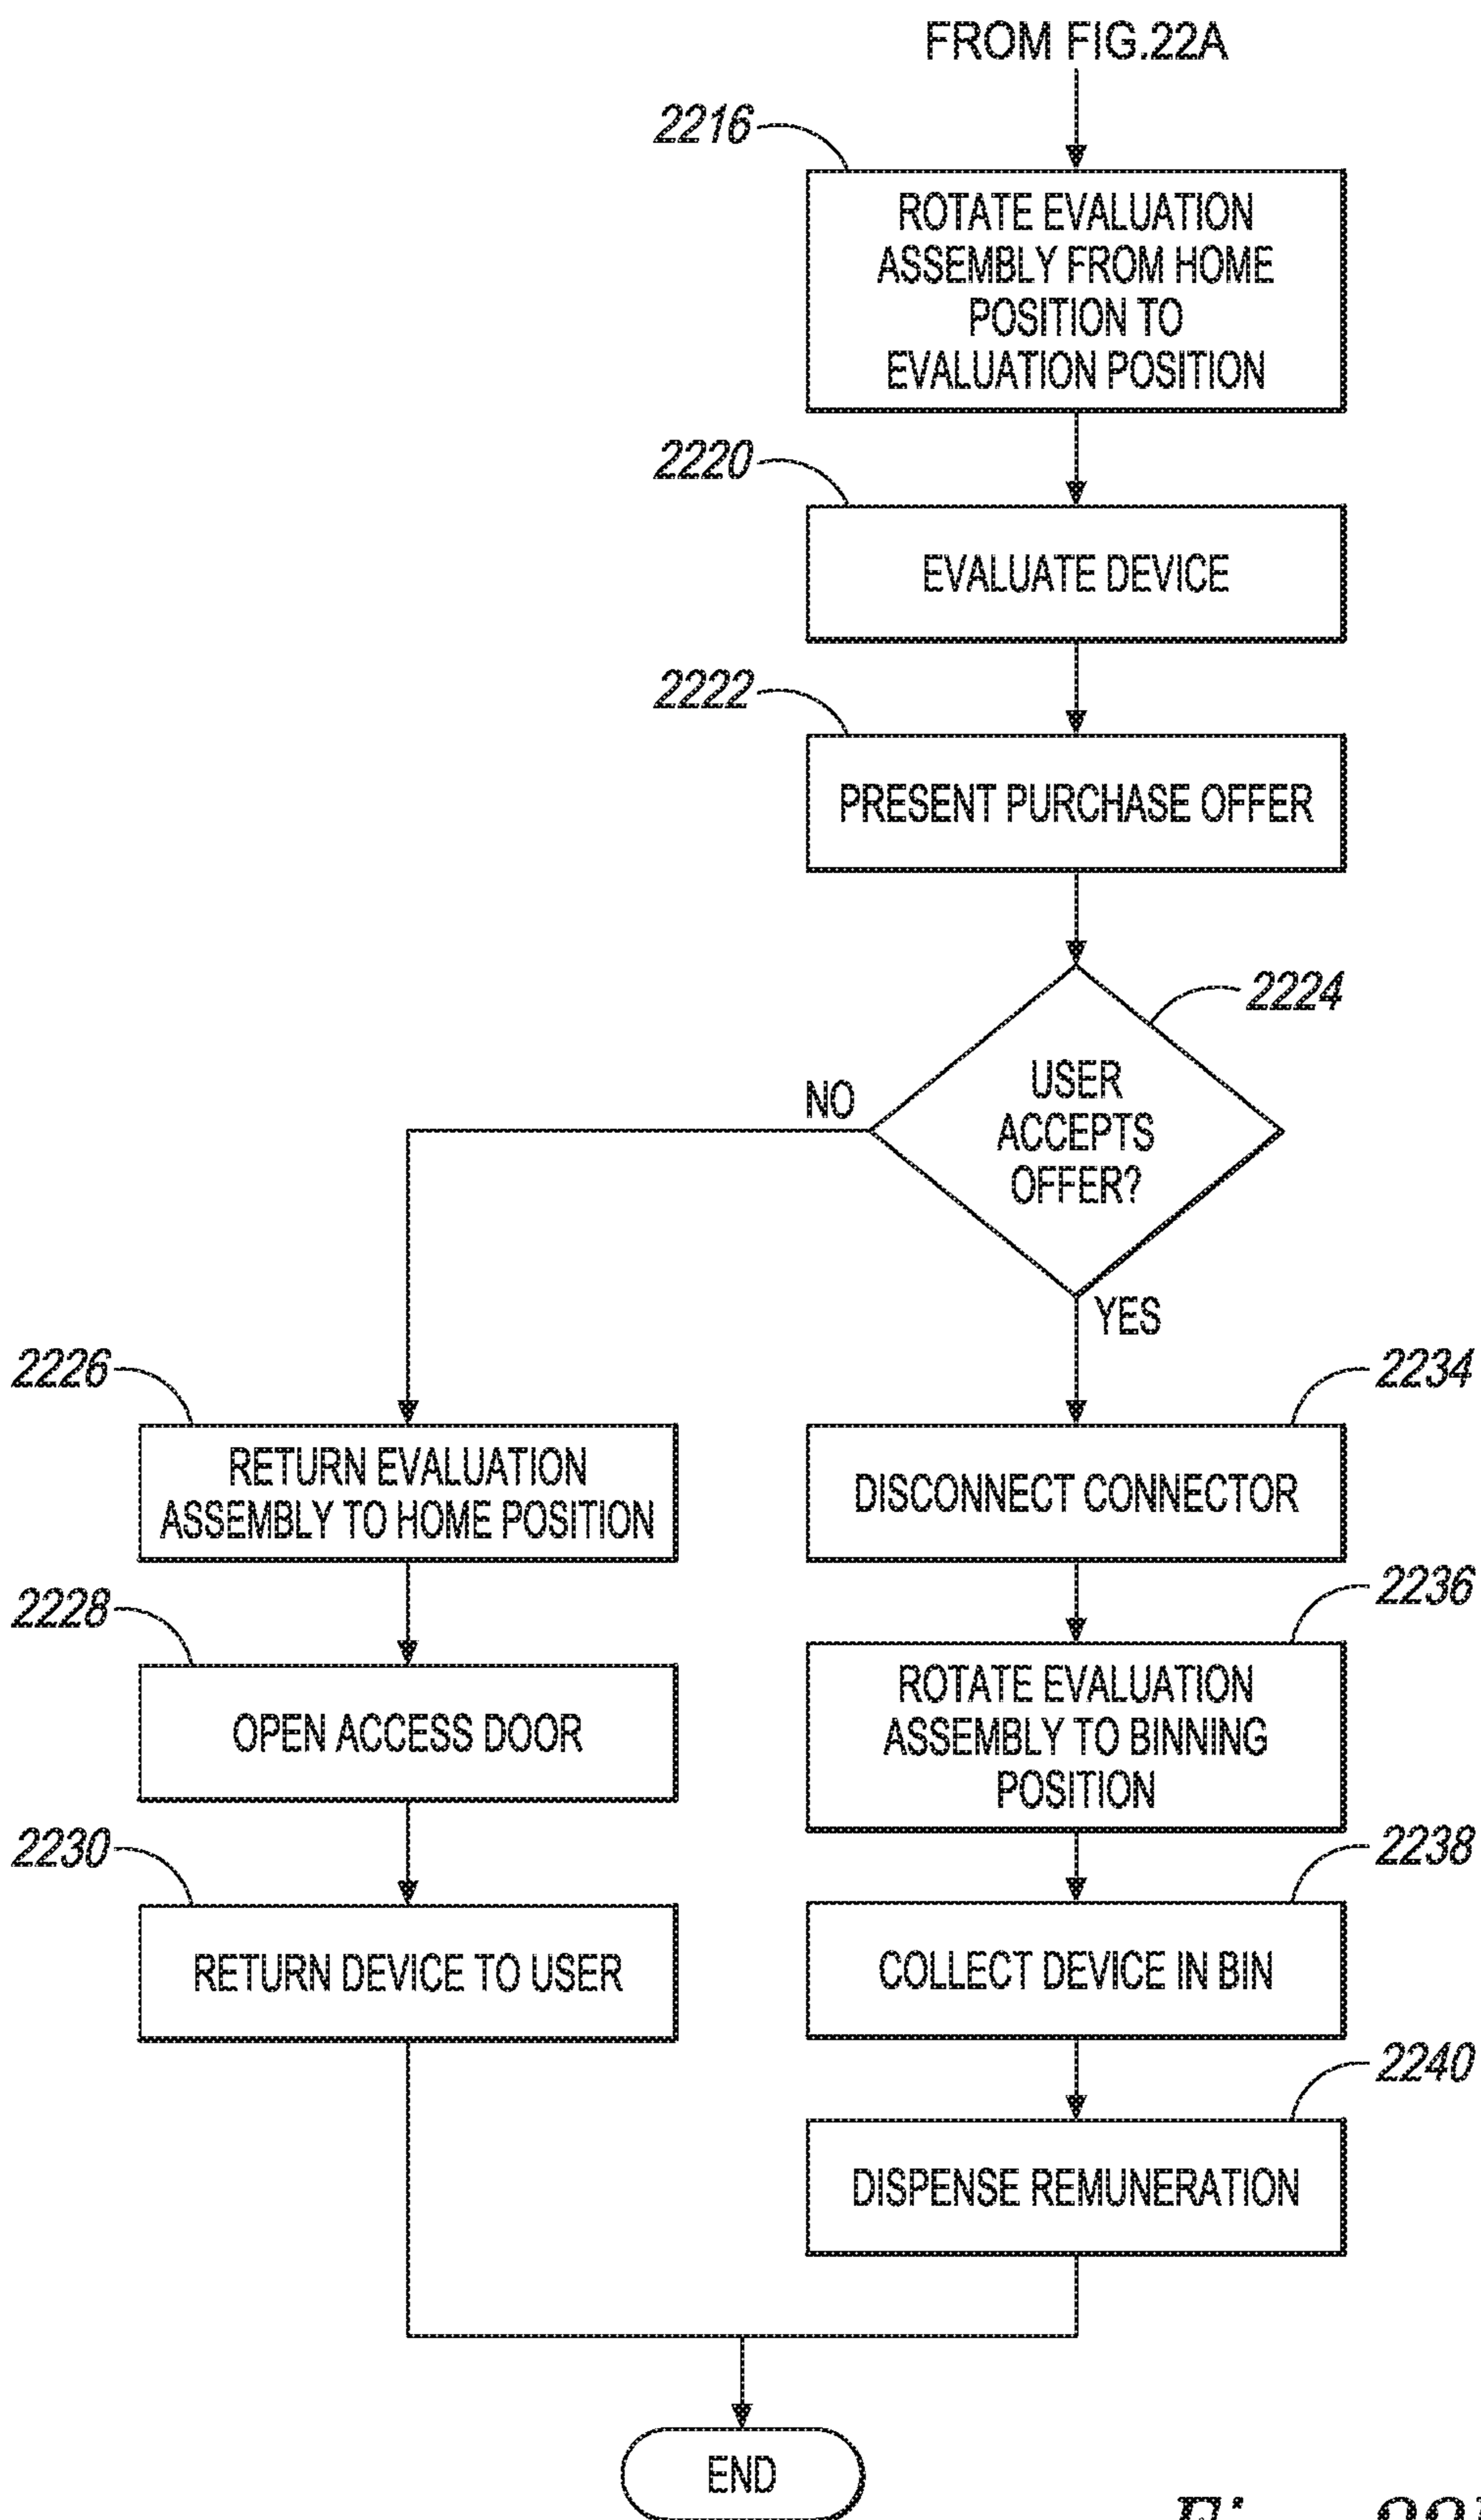 FROM FIG.22A
2216
ROTATE EVALUATION
ASSEMBLY FROM HOME
POSITION TO
EVALUATION POSITION
2220
EVALUATE DEVICE
2222
PRESENT PURCHASE OFFER
2224
USER
ACCEPTS
OFFER?
NO
YES
2226
RETURN EVALUATION
ASSEMBLY TO HOME POSITION
2234
DISCONNECT CONNECTOR
2228
OPEN ACCESS DOOR
2236
ROTATE EVALUATION
ASSEMBLY TO BINNING
POSITION
2230
RETURN DEVICE TO USER
2238
COLLECT DEVICE IN BIN
2240
DISPENSE REMUNERATION
END